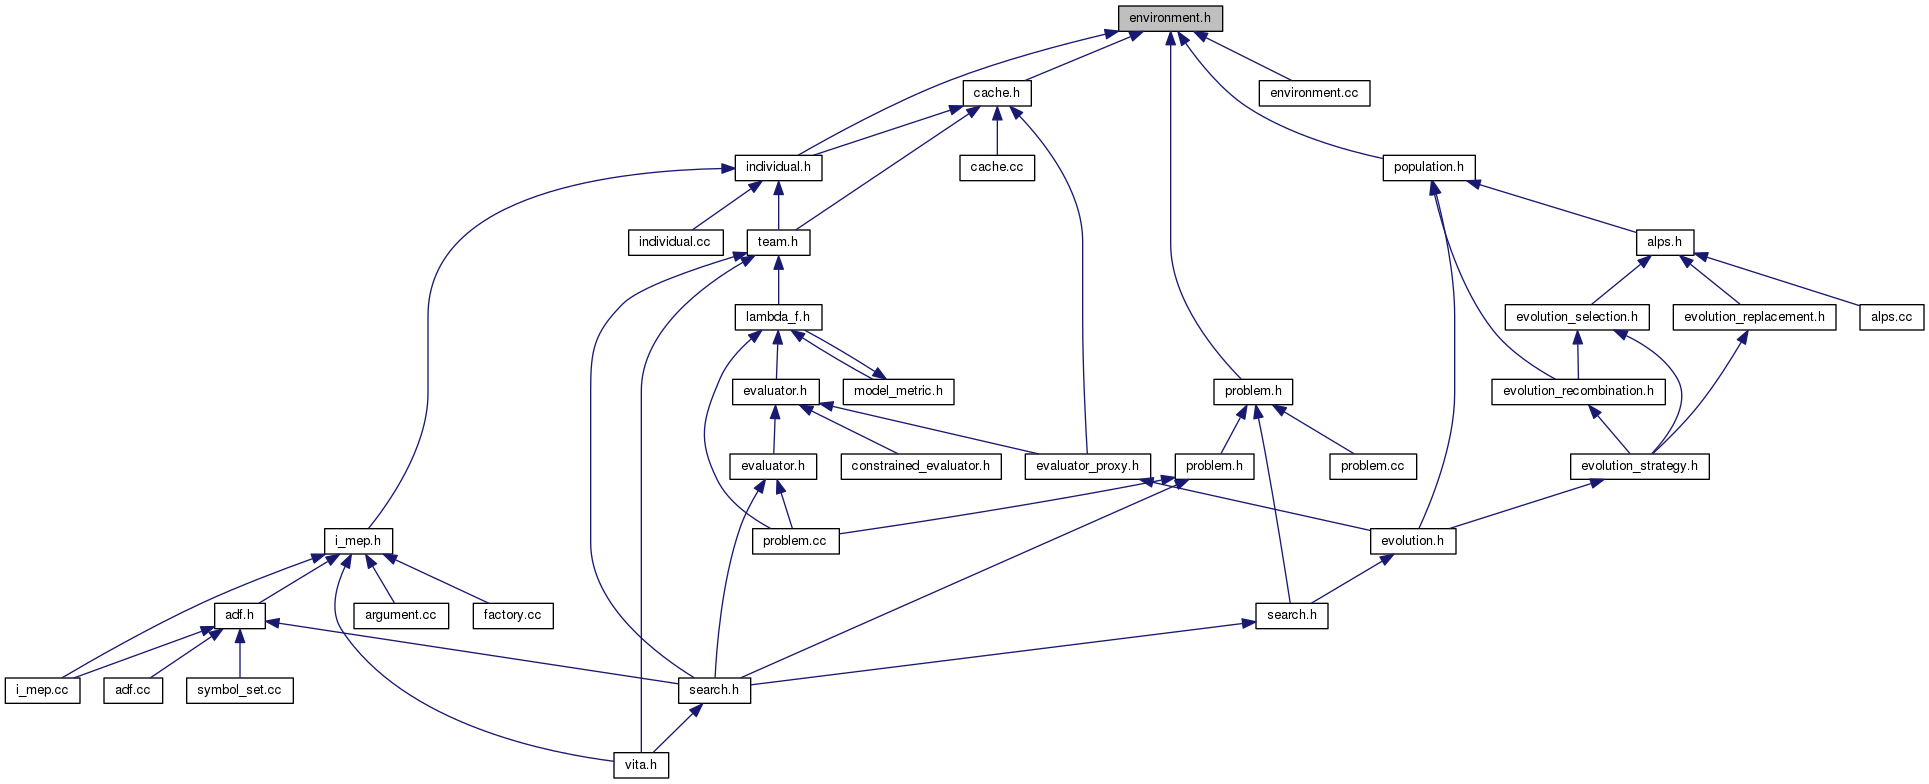 environment.h
cache.h
environment.cc
individual.h
cache.cc
population.h
individual.cc
team.h
alps.h
lambda_f.h
evolution_selection.h
evolution_replacement.h
alps.cc
evaluator.h
model_metric.h
problem.h
evolution_recombination.h
evaluator.h
constrained_evaluator.h
evaluator_proxy.h
problem.h
problem.cc
evolution_strategy.h
i_mep.h
problem.cc
evolution.h
adf.h
argument.cc
factory.cc
search.h
i_mep.cc
adf.cc
symbol_set.cc
search.h
vita.h